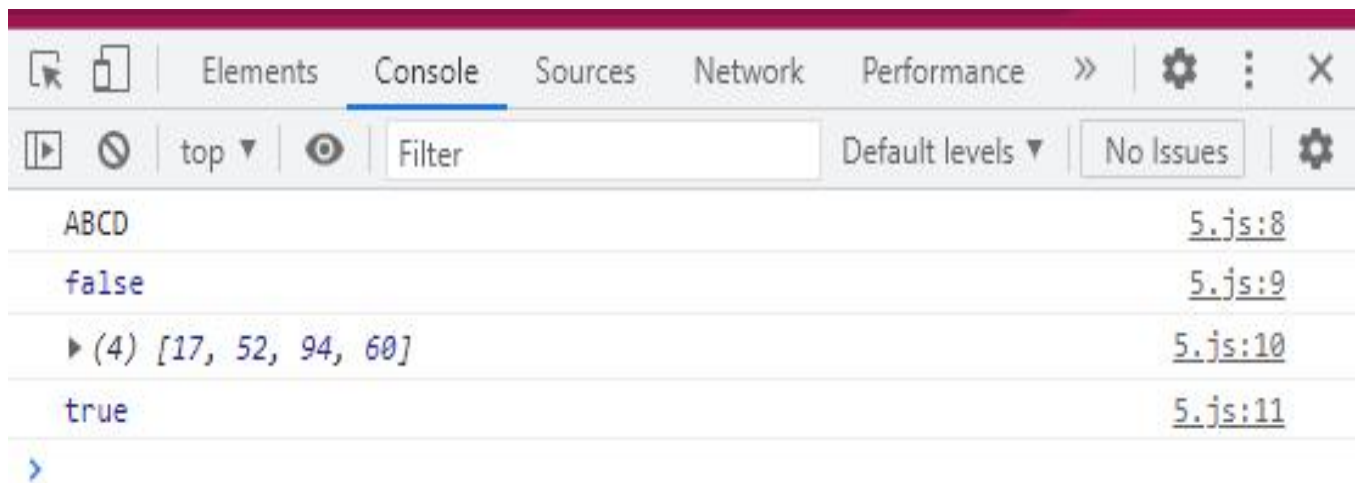 Elements Console Sources Network Performance »
top ▼ Filter Default levels ▼ No Issues
ABCD 5.js:8
false 5.js:9
▶ (4) [17, 52, 94, 60] 5.js:10
true 5.js:11
>